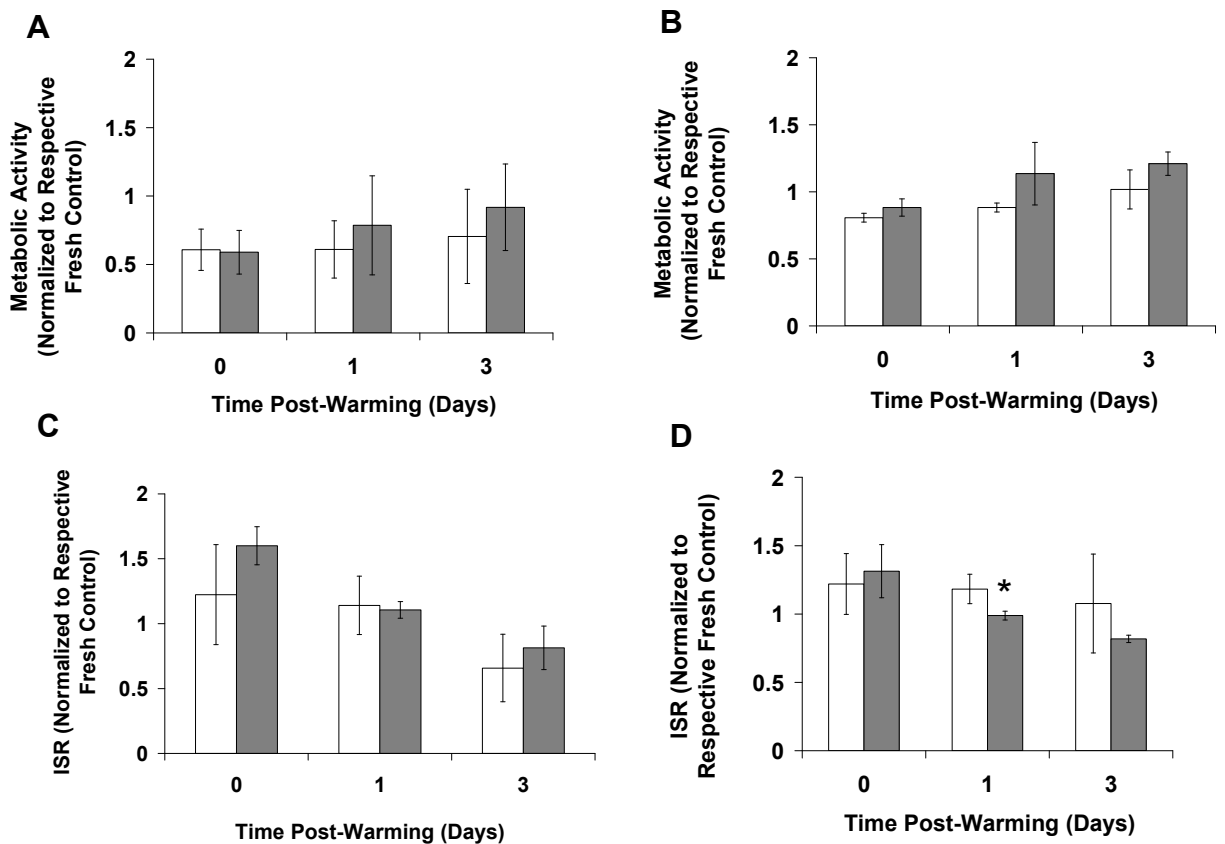 A
Metabolic Activity
(Normalized to Respective
Fresh Control)
2
1.5
1
0.5
0
0 1 3
Time Post-Warming (Days)
B
Metabolic Activity
(Normalized to Respective
Fresh Control)
2
1.5
1
0.5
0
0 1 3
Time Post-Warming (Days)
C
ISR (Normalized to Respective
Fresh Control)
2
1.5
1
0.5
0
0 1 3
Time Post-Warming (Days)
D
ISR (Normalized to
Respective Fresh Control)
2
1.5
1
0.5
0
*
0 1 3
Time Post-Warming (Days)